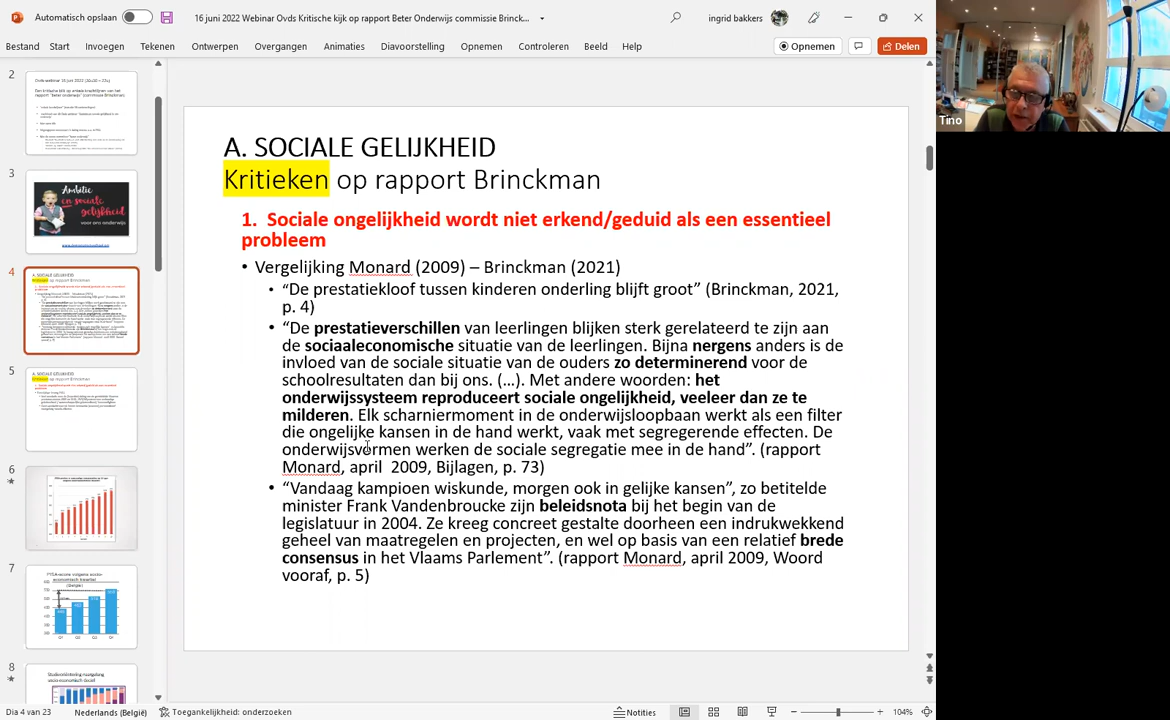 Automatisch opslaan
16 juni 2022 Webinar Ovds Kritische kijk op rapport Beter Onderwijs commissie Brinck...
ingrid bakkers
Bestand Start Invoegen Tekenen Ontwerpen Overgangen Animaties Diavoorstelling Opnemen Controleren Beeld Help
Opnemen
Delen
Tino
2
3
Ambitie
en sociale
gelijkheid
voor ons onderwijs
4
5
6
7
8
A. SOCIALE GELIJKHEID
Kritieken op rapport Brinckman
1. Sociale ongelijkheid wordt niet erkend/geduid als een essentieel
probleem
• Vergelijking Monard (2009) – Brinckman (2021)
• “De prestatiekloof tussen kinderen onderling blijft groot” (Brinckman, 2021,
p. 4)
• “De prestatieverschillen van leerlingen blijken sterk gerelateerd te zijn aan
de sociaaleconomische situatie van de leerlingen. Bijna nergens anders is de
invloed van de sociale situatie van de ouders zo determinerend voor de
schoolresultaten dan bij ons. (…). Met andere woorden: het
onderwijssysteem reproduceert sociale ongelijkheid, veeleer dan ze te
milderen. Elk scharniermoment in de onderwijsloopbaan werkt als een filter
die ongelijke kansen in de hand werkt, vaak met segregerende effecten. De
onderwijsvormen werken de sociale segregatie mee in de hand”. (rapport
Monard, april 2009, Bijlagen, p. 73)
• “Vandaag kampioen wiskunde, morgen ook in gelijke kansen”, zo betitelde
minister Frank Vandenbroucke zijn beleidsnota bij het begin van de
legislatuur in 2004. Ze kreeg concreet gestalte doorheen een indrukwekkend
geheel van maatregelen en projecten, en wel op basis van een relatief brede
consensus in het Vlaams Parlement”. (rapport Monard, april 2009, Woord
vooraf, p. 5)
Dia 4 van 23
Nederlands (België)
Toegankelijkheid: onderzoeken
Notities
104%